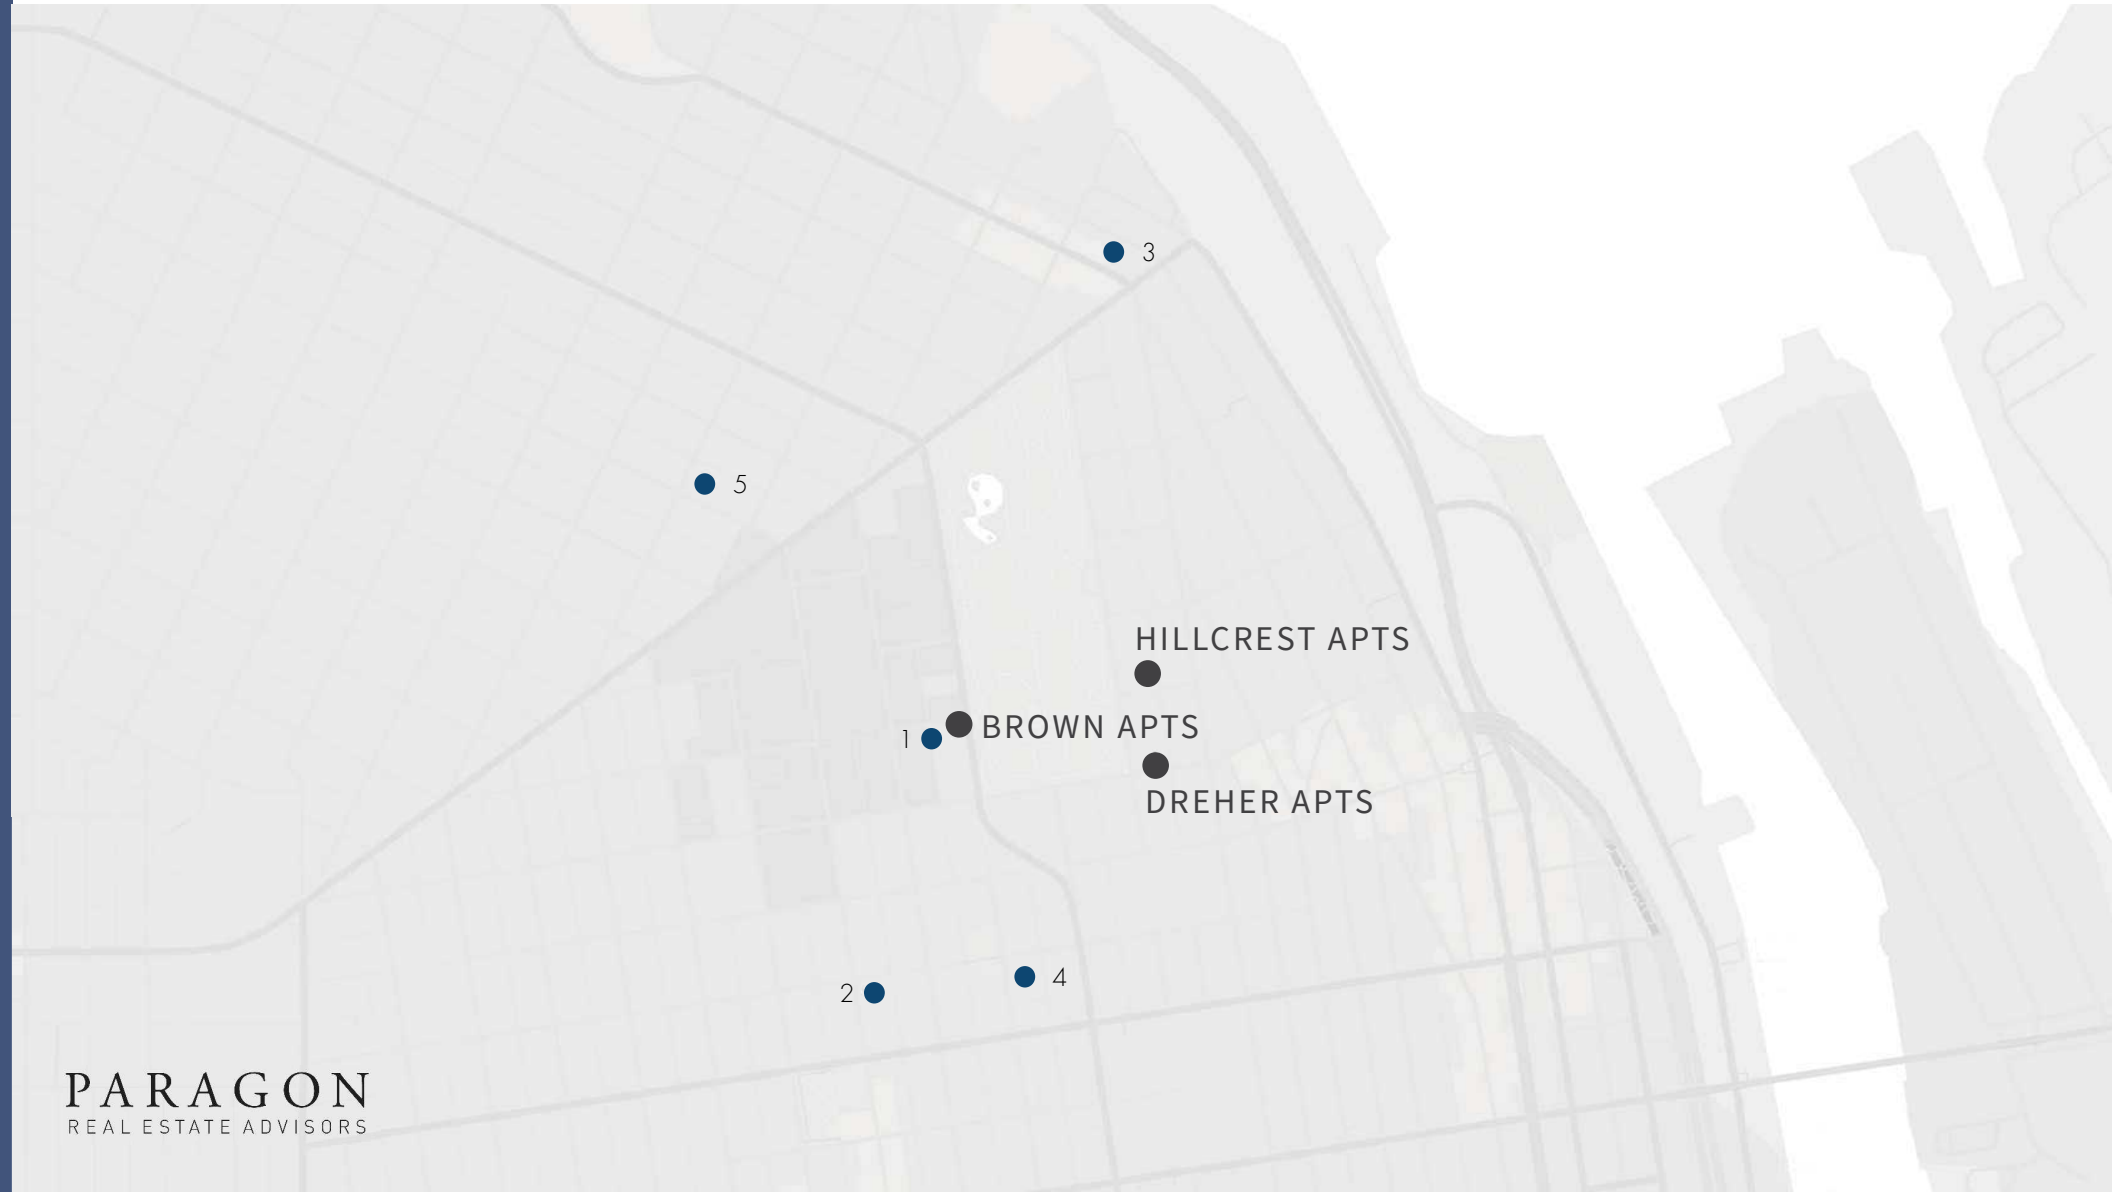 3
5
HILLCREST APTS
BROWN APTS
1
DREHER APTS
4
2
PARAGON
REAL ESTATE ADVISORS